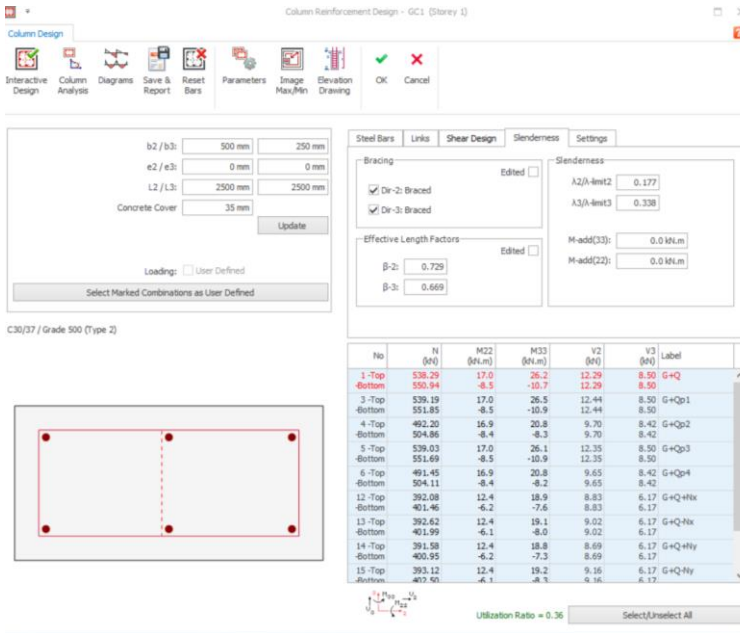 Column Reinforcement Design - GC1 (Storey 1)
Column Design
Interactive Design
Column Analysis
Diagrams
Save & Report
Reset Bars
Parameters
Image Max/Min
Elevation Drawing
OK
Cancel
b2 / b3: 500 mm 250 mm
e2 / e3: 0 mm 0 mm
L2 / L3: 2500 mm 2500 mm
Concrete Cover 35 mm
Update
Loading: User Defined
Select Marked Combinations as User Defined
Steel Bars Links Shear Design Slenderness Settings
Bracing
Edited
Dir-2: Braced
Dir-3: Braced
Effective Length Factors
Edited
β-2: 0.729
β-3: 0.669
Slenderness
λ2/λ-limit2 0.177
λ3/λ-limit3 0.338
M-add(33): 0.0 kN.m
M-add(22): 0.0 kN.m
C30/37 / Grade 500 (Type 2)
No N (kN) M22 (kN.m) M33 (kN.m) V2 (kN) V3 (kN) Label
1 -Top 538.29 17.0 26.2 12.29 8.50 G+Q
-Bottom 550.94 -8.5 -10.7 12.29 8.50
3 -Top 539.19 17.0 26.5 12.44 8.50 G+Qp1
-Bottom 551.85 -8.5 -10.9 12.44 8.50
4 -Top 492.20 16.9 20.8 9.70 8.42 G+Qp2
-Bottom 504.86 -8.4 -8.3 9.70 8.42
5 -Top 539.03 17.0 26.1 12.35 8.50 G+Qp3
-Bottom 551.69 -8.5 -10.9 12.35 8.50
6 -Top 491.45 16.9 20.8 9.65 8.42 G+Qp4
-Bottom 504.11 -8.4 -8.2 9.65 8.42
12 -Top 392.08 12.4 18.9 8.83 6.17 G+Q+Nx
-Bottom 401.46 -6.2 -7.6 8.83 6.17
13 -Top 392.62 12.4 19.1 9.02 6.17 G+Q-Nx
-Bottom 401.99 -6.1 -8.0 9.02 6.17
14 -Top 391.58 12.4 18.8 8.69 6.17 G+Q+Ny
-Bottom 400.95 -6.2 -7.3 8.69 6.17
15 -Top 393.12 12.4 19.2 9.16 6.17 G+Q-Ny
-Bottom 402.50 -6.1 -8.3 9.16 6.17
Utilization Ratio = 0.36
Select/Unselect All